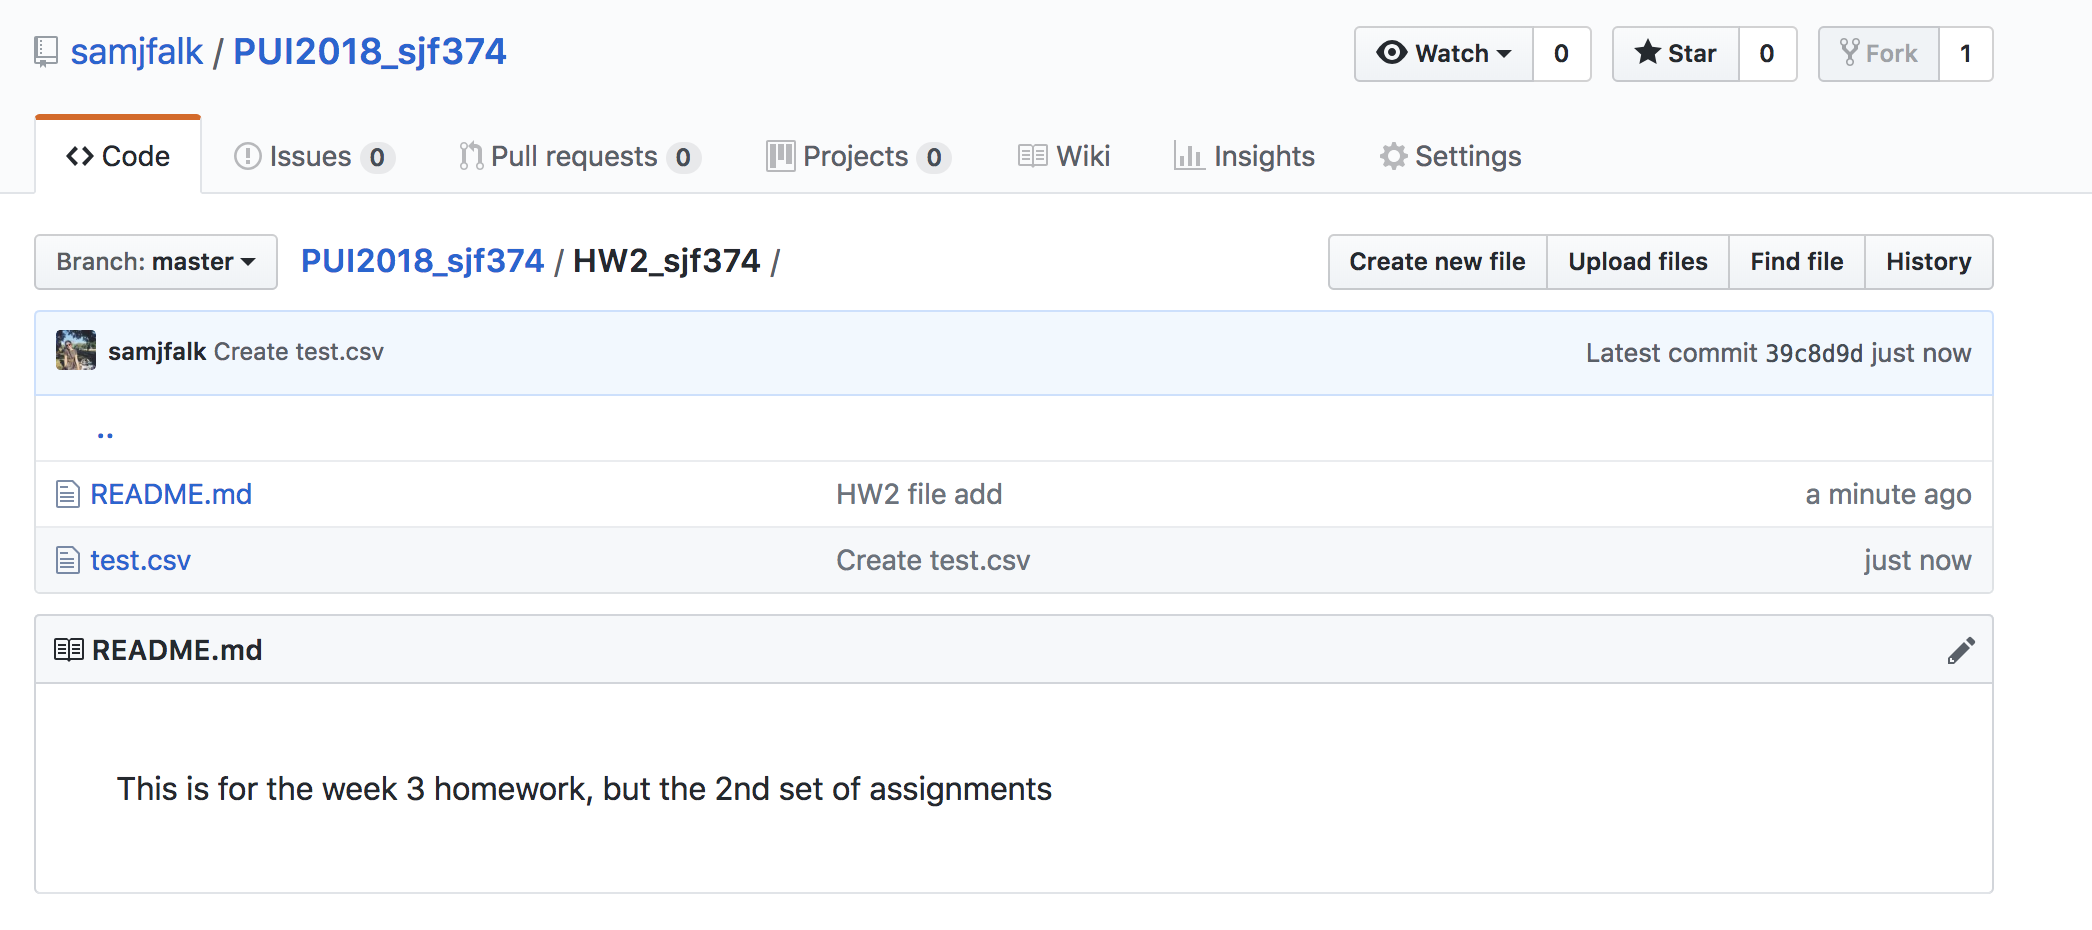 samjfalk / PUI2018_sjf374
Watch 0 Star 0 Fork 1
Code Issues 0 Pull requests 0 Projects 0 Wiki Insights Settings
Branch: master PUI2018_sjf374 / HW2_sjf374 / Create new file Upload files Find file History
samjfalk Create test.csv Latest commit 39c8d9d just now
..
README.md HW2 file add a minute ago
test.csv Create test.csv just now
README.md
This is for the week 3 homework, but the 2nd set of assignments